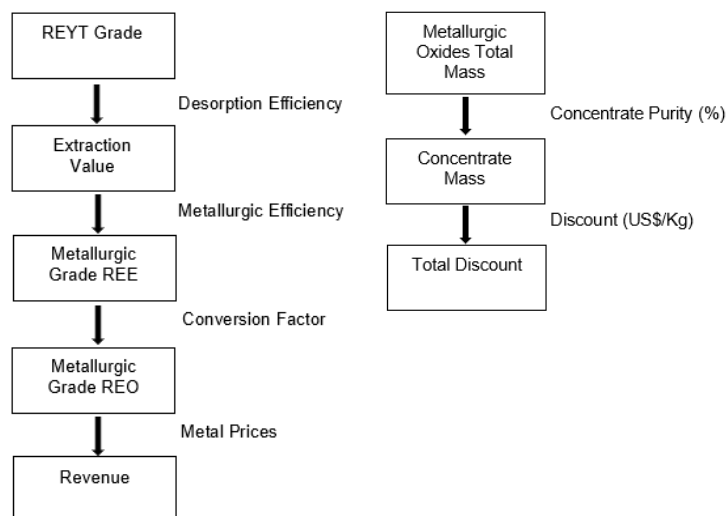 REYT Grade
Desorption Efficiency
Extraction
Value
Metallurgic Efficiency
Metallurgic
Grade REE
Conversion Factor
Metallurgic
Grade REO
Metal Prices
Revenue
Metallurgic
Oxides Total
Mass
Concentrate Purity (%)
Concentrate
Mass
Discount (US$/Kg)
Total Discount